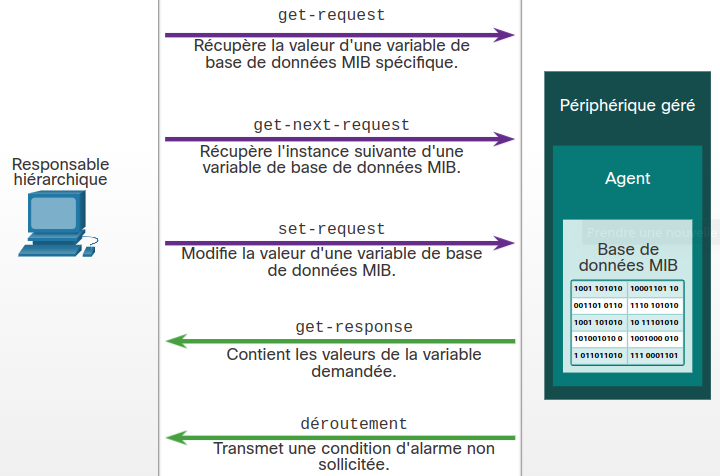 get-request
Récupère la valeur d'une variable de
base de données MIB spécifique.
get-next-request
Récupère l'instance suivante d'une
variable de base de données MIB.
set-request
Modifie la valeur d'une variable de base
de données MIB.
get-response
Contient les valeurs de la variable
demandée.
déroutement
Transmet une condition d'alarme non
sollicitée.
Responsable
hiérarchique
Périphérique géré
Agent
Prendre une nouvelle
Base de
données MIB
1001 101010 10001101 10
001101 0110 1110 101010
1001 101010 10 11101010
101001010 0 1001000 010
1 011011010 111 0001101